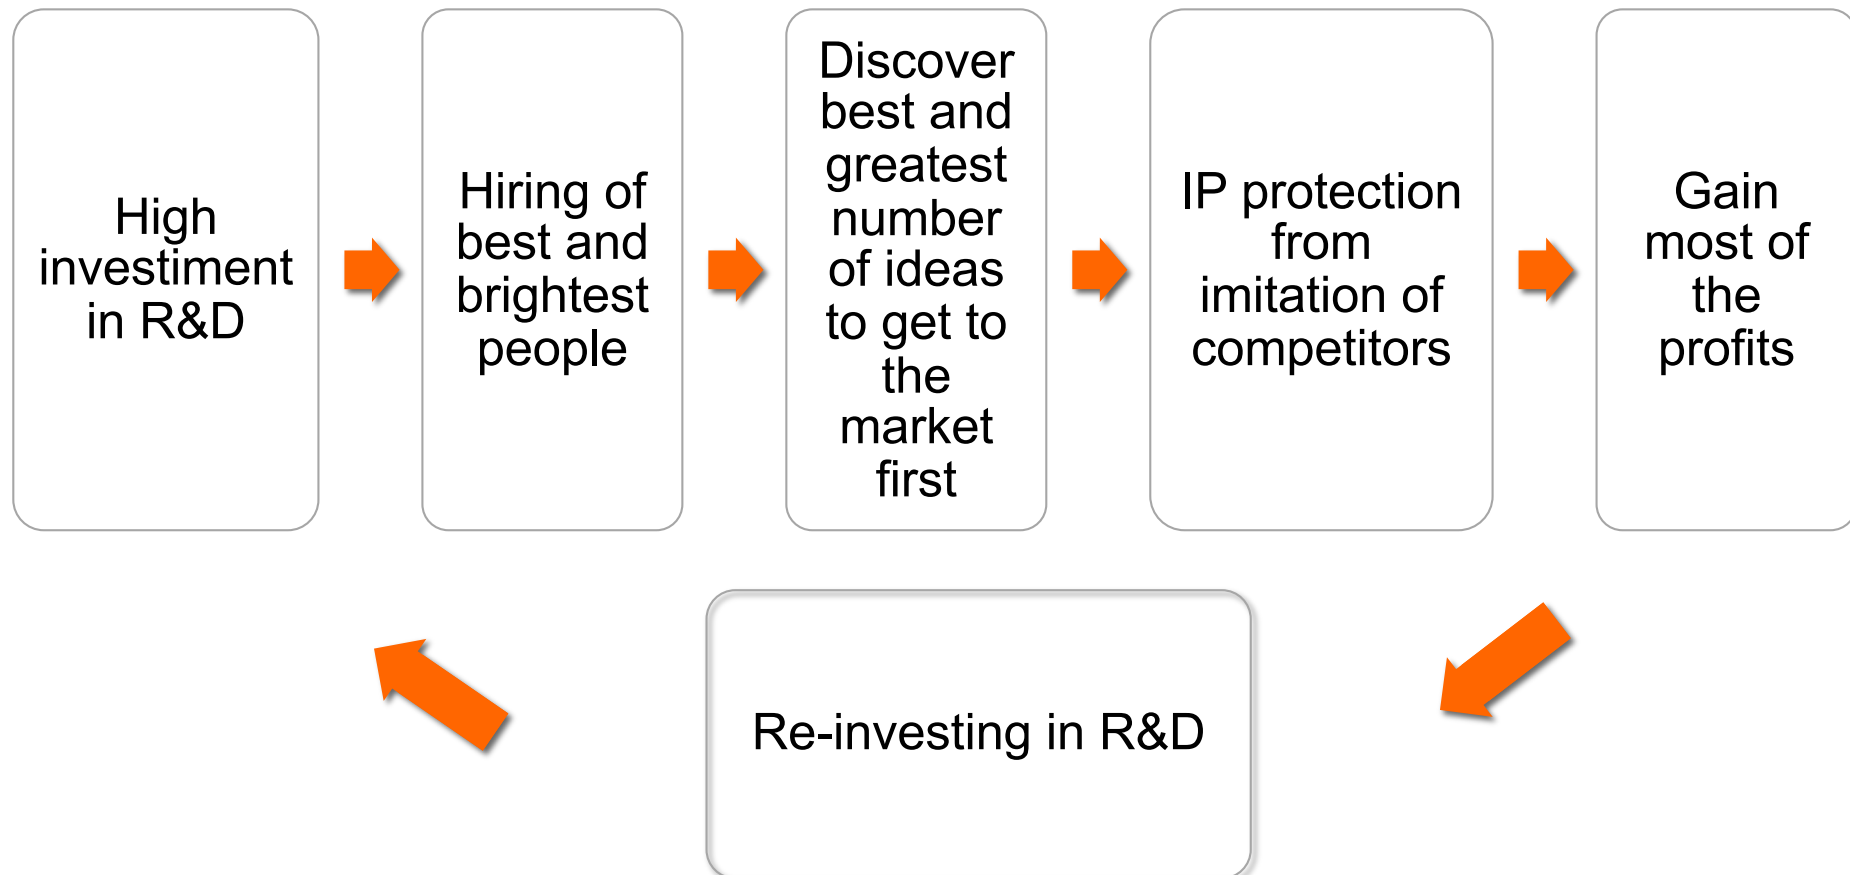 High
investiment
in R&D
Hiring of
best and
brightest
people
Discover
best and
greatest
number
of ideas
to get to
the
market
first
IP protection
from
imitation of
competitors
Gain
most of
the
profits
Re-investing in R&D